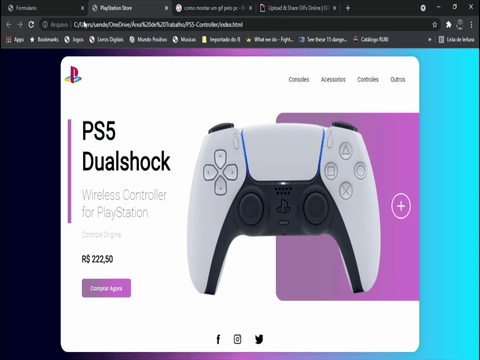 Formulario
PlayStation Store
como montar um gif pelo pc - F
Upload & Share GIFs Online | G
Arquivo
C:/Users/uende/OneDrive/Área%20de%20Trabalho/PS5-Controller/index.html
Apps
Bookmarks
Jogos
Livros Digitais
Mundo Positivo
Musicas
Importado do IE
What we do - Fight...
See these 15 dange...
Catálogo RUBI
Lista de leitura
Consoles
Acessorios
Controles
Outros
PS5
Dualshock
Wireless Controller
for PlayStation
Controle Original
R$ 222,50
Comprar Agora